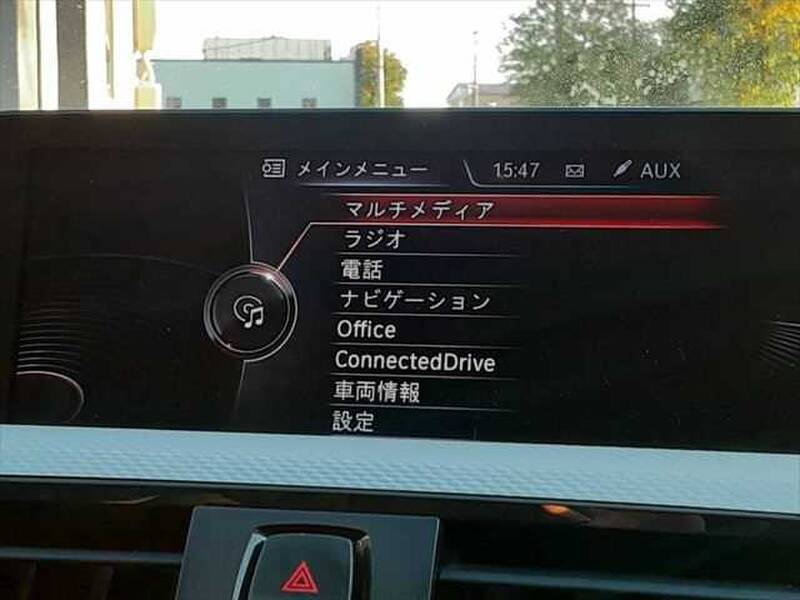 メインメニュー 15:47 AUX
マルチメディア
ラジオ
電話
ナビゲーション
Office
ConnectedDrive
車両情報
設定